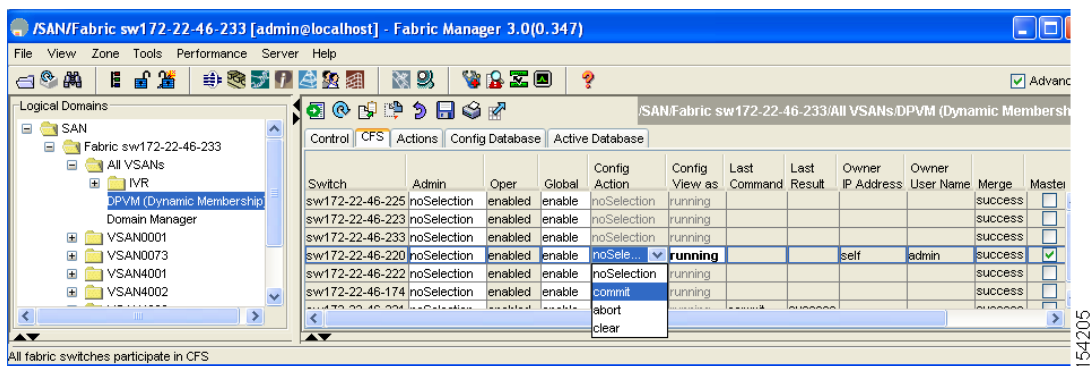 /SAN/Fabric sw172-22-46-233 [admin@localhost] - Fabric Manager 3.0(0.347)
File View Zone Tools Performance Server Help
Advanc
Logical Domains
/SAN/Fabric sw172-22-46-233/All VSANs/DPVM (Dynamic Membersh
SAN
Fabric sw172-22-46-233
All VSANs
IVR
DPVM (Dynamic Membership
Domain Manager
VSAN0001
VSAN0073
VSAN4001
VSAN4002
Control CFS Actions Config Database Active Database
Switch Admin Oper Global Config Action Config View as Last Command Last Result Owner IP Address Owner User Name Merge Master
sw172-22-46-225 noSelection enabled enable noSelection running success
sw172-22-46-223 noSelection enabled enable noSelection running success
sw172-22-46-233 noSelection enabled enable noSelection running success
sw172-22-46-220 noSelection enabled enable noSele... running self admin success
sw172-22-46-222 noSelection enabled enable noSelection running success
sw172-22-46-174 noSelection enabled enable commit running success
abort
clear
All fabric switches participate in CFS
154205